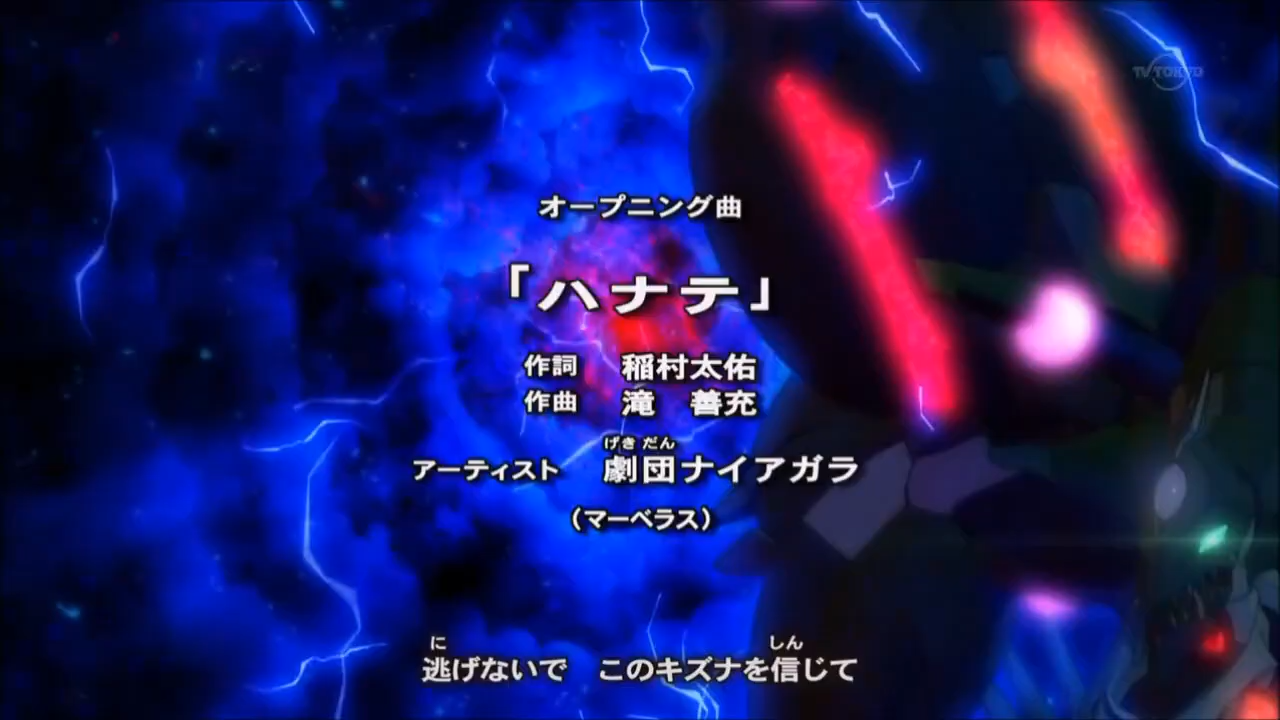 TV TOKYO
オープニング曲
「ハナテ」
作詞 稲村太佑
作曲 滝 善充
げきだん
アーティスト 劇団ナイアガラ
(マーベラス)
に しん
逃げないで このキズナを信じて